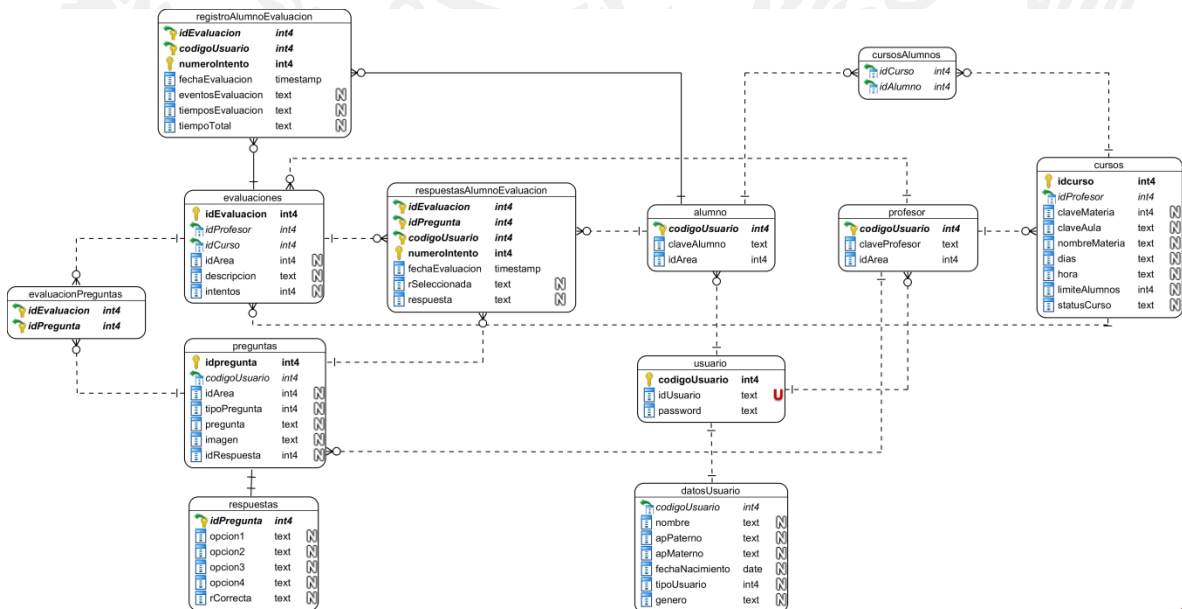 registroAlumnoEvaluacion
idEvaluacion int4
codigoUsuario int4
numeroIntento int4
fechaEvaluacion timestamp
eventosEvaluacion text N
tiemposEvaluacion text N
tiempoTotal text N
cursosAlumnos
idCurso int4
idAlumno int4
evaluaciones
idEvaluacion int4
idProfesor int4
idCurso int4
idArea int4 N
descripcion text N
intentos int4 N
respuestasAlumnoEvaluacion
idEvaluacion int4
idPregunta int4
codigoUsuario int4
numeroIntento int4
fechaEvaluacion timestamp
rSeleccionada text N
respuesta text N
alumno
codigoUsuario int4
claveAlumno text
idArea int4
profesor
codigoUsuario int4
claveProfesor text
idArea int4
cursos
idcurso int4
idProfesor int4
claveMateria int4 N
claveAula text N
nombreMateria text N
dias text N
hora text N
limiteAlumnos int4 N
statusCurso text N
evaluacionPreguntas
idEvaluacion int4
idPregunta int4
preguntas
idpregunta int4
codigoUsuario int4
idArea int4 N
tipoPregunta int4 N
pregunta text N
imagen text N
idRespuesta int4 N
usuario
codigoUsuario int4
idUsuario text U
password text
respuestas
idPregunta int4
opcion1 text N
opcion2 text N
opcion3 text N
opcion4 text N
rCorrecta text N
datosUsuario
codigoUsuario int4
nombre text N
apPaterno text N
apMaterno text N
fechaNacimiento date N
tipoUsuario int4 N
genero text N